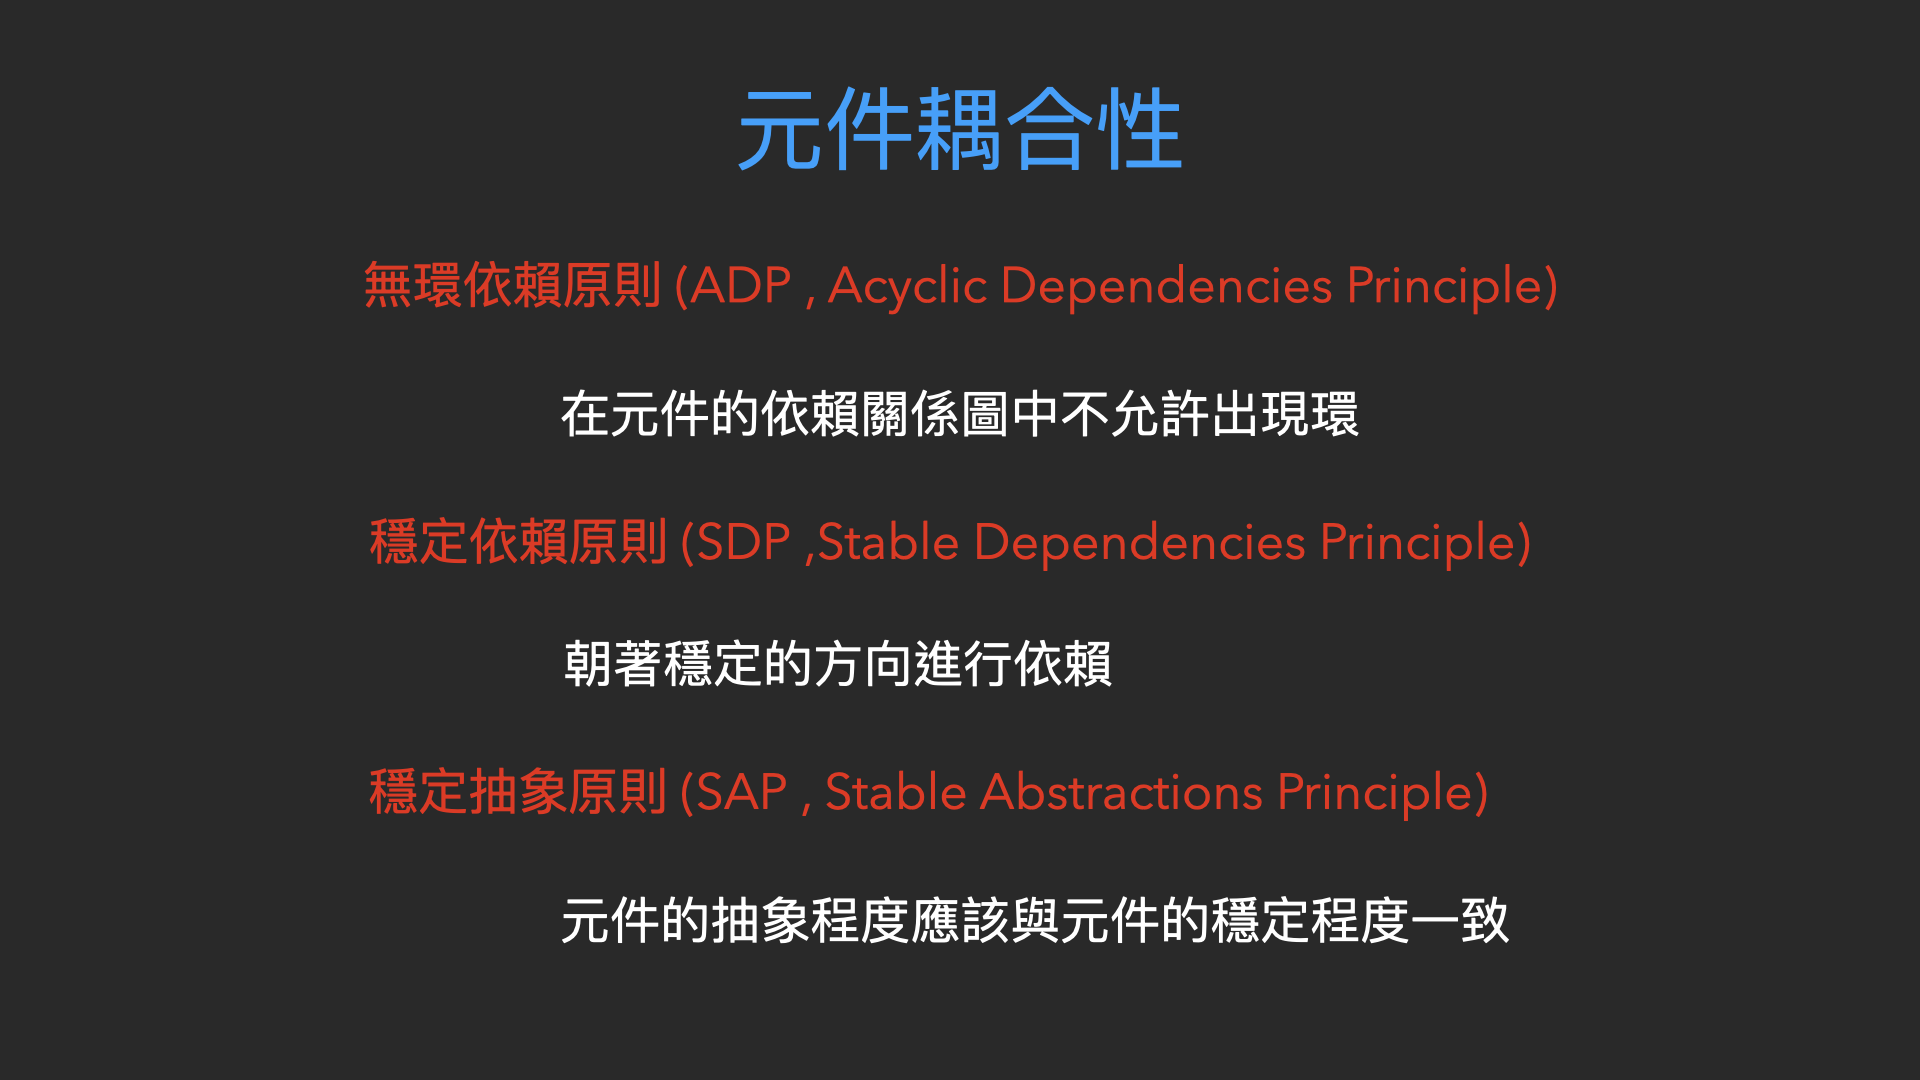 元件耦合性
無環依賴原則 (ADP , Acyclic Dependencies Principle)
在元件的依賴關係圖中不允許出現環
穩定依賴原則 (SDP ,Stable Dependencies Principle)
朝著穩定的方向進行依賴
穩定抽象原則 (SAP , Stable Abstractions Principle)
元件的抽象程度應該與元件的穩定程度一致